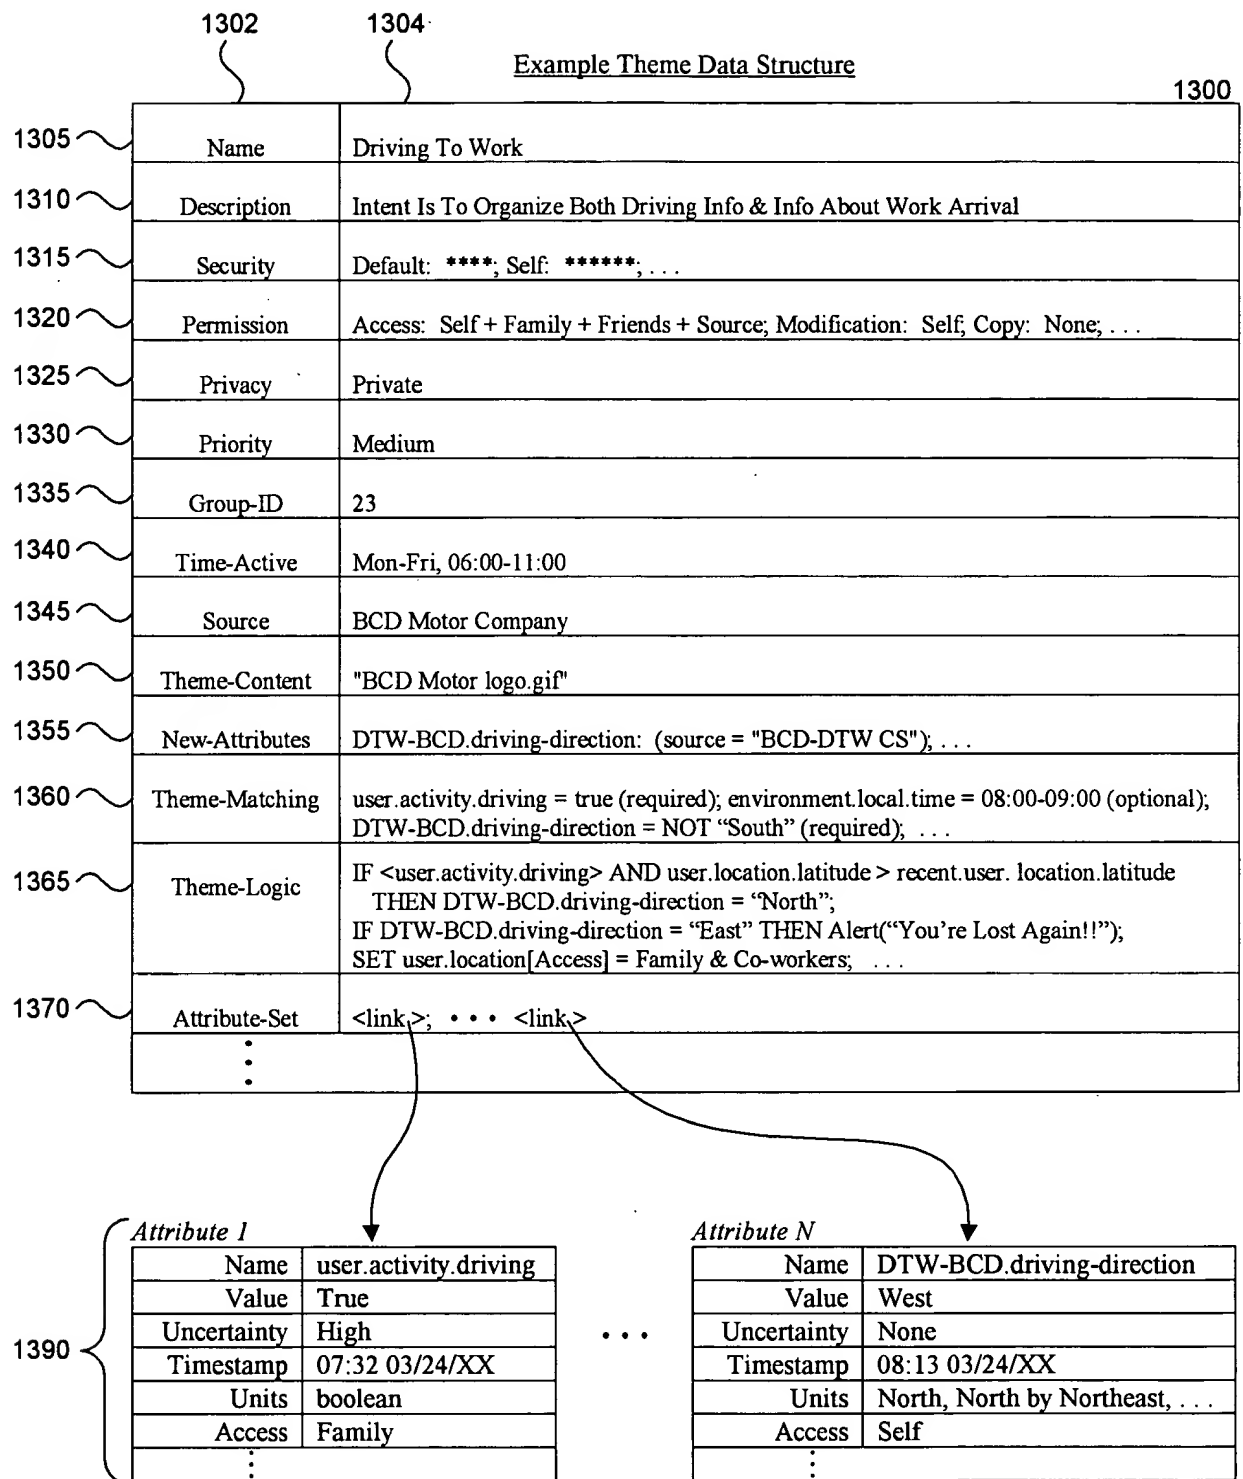 1302 1304
Example Theme Data Structure
1300
1305 Name Driving To Work
1310 Description Intent Is To Organize Both Driving Info & Info About Work Arrival
1315 Security Default: ****; Self: ******; . . .
1320 Permission Access: Self + Family + Friends + Source; Modification: Self; Copy: None; . . .
1325 Privacy Private
1330 Priority Medium
1335 Group-ID 23
1340 Time-Active Mon-Fri, 06:00-11:00
1345 Source BCD Motor Company
1350 Theme-Content "BCD Motor logo.gif"
1355 New-Attributes DTW-BCD.driving-direction: (source = "BCD-DTW CS"); . . .
1360 Theme-Matching user.activity.driving = true (required); environment.local.time = 08:00-09:00 (optional);
DTW-BCD.driving-direction = NOT “South” (required); . . .
1365 Theme-Logic IF <user.activity.driving> AND user.location.latitude > recent.user. location.latitude
THEN DTW-BCD.driving-direction = “North”;
IF DTW-BCD.driving-direction = “East” THEN Alert(“You’re Lost Again!!”);
SET user.location[Access] = Family & Co-workers; . . .
1370 Attribute-Set <link>; • • • <link>
1390
Attribute 1
Name user.activity.driving
Value True
Uncertainty High
Timestamp 07:32 03/24/XX
Units boolean
Access Family
Attribute N
Name DTW-BCD.driving-direction
Value West
Uncertainty None
Timestamp 08:13 03/24/XX
Units North, North by Northeast, . . .
Access Self